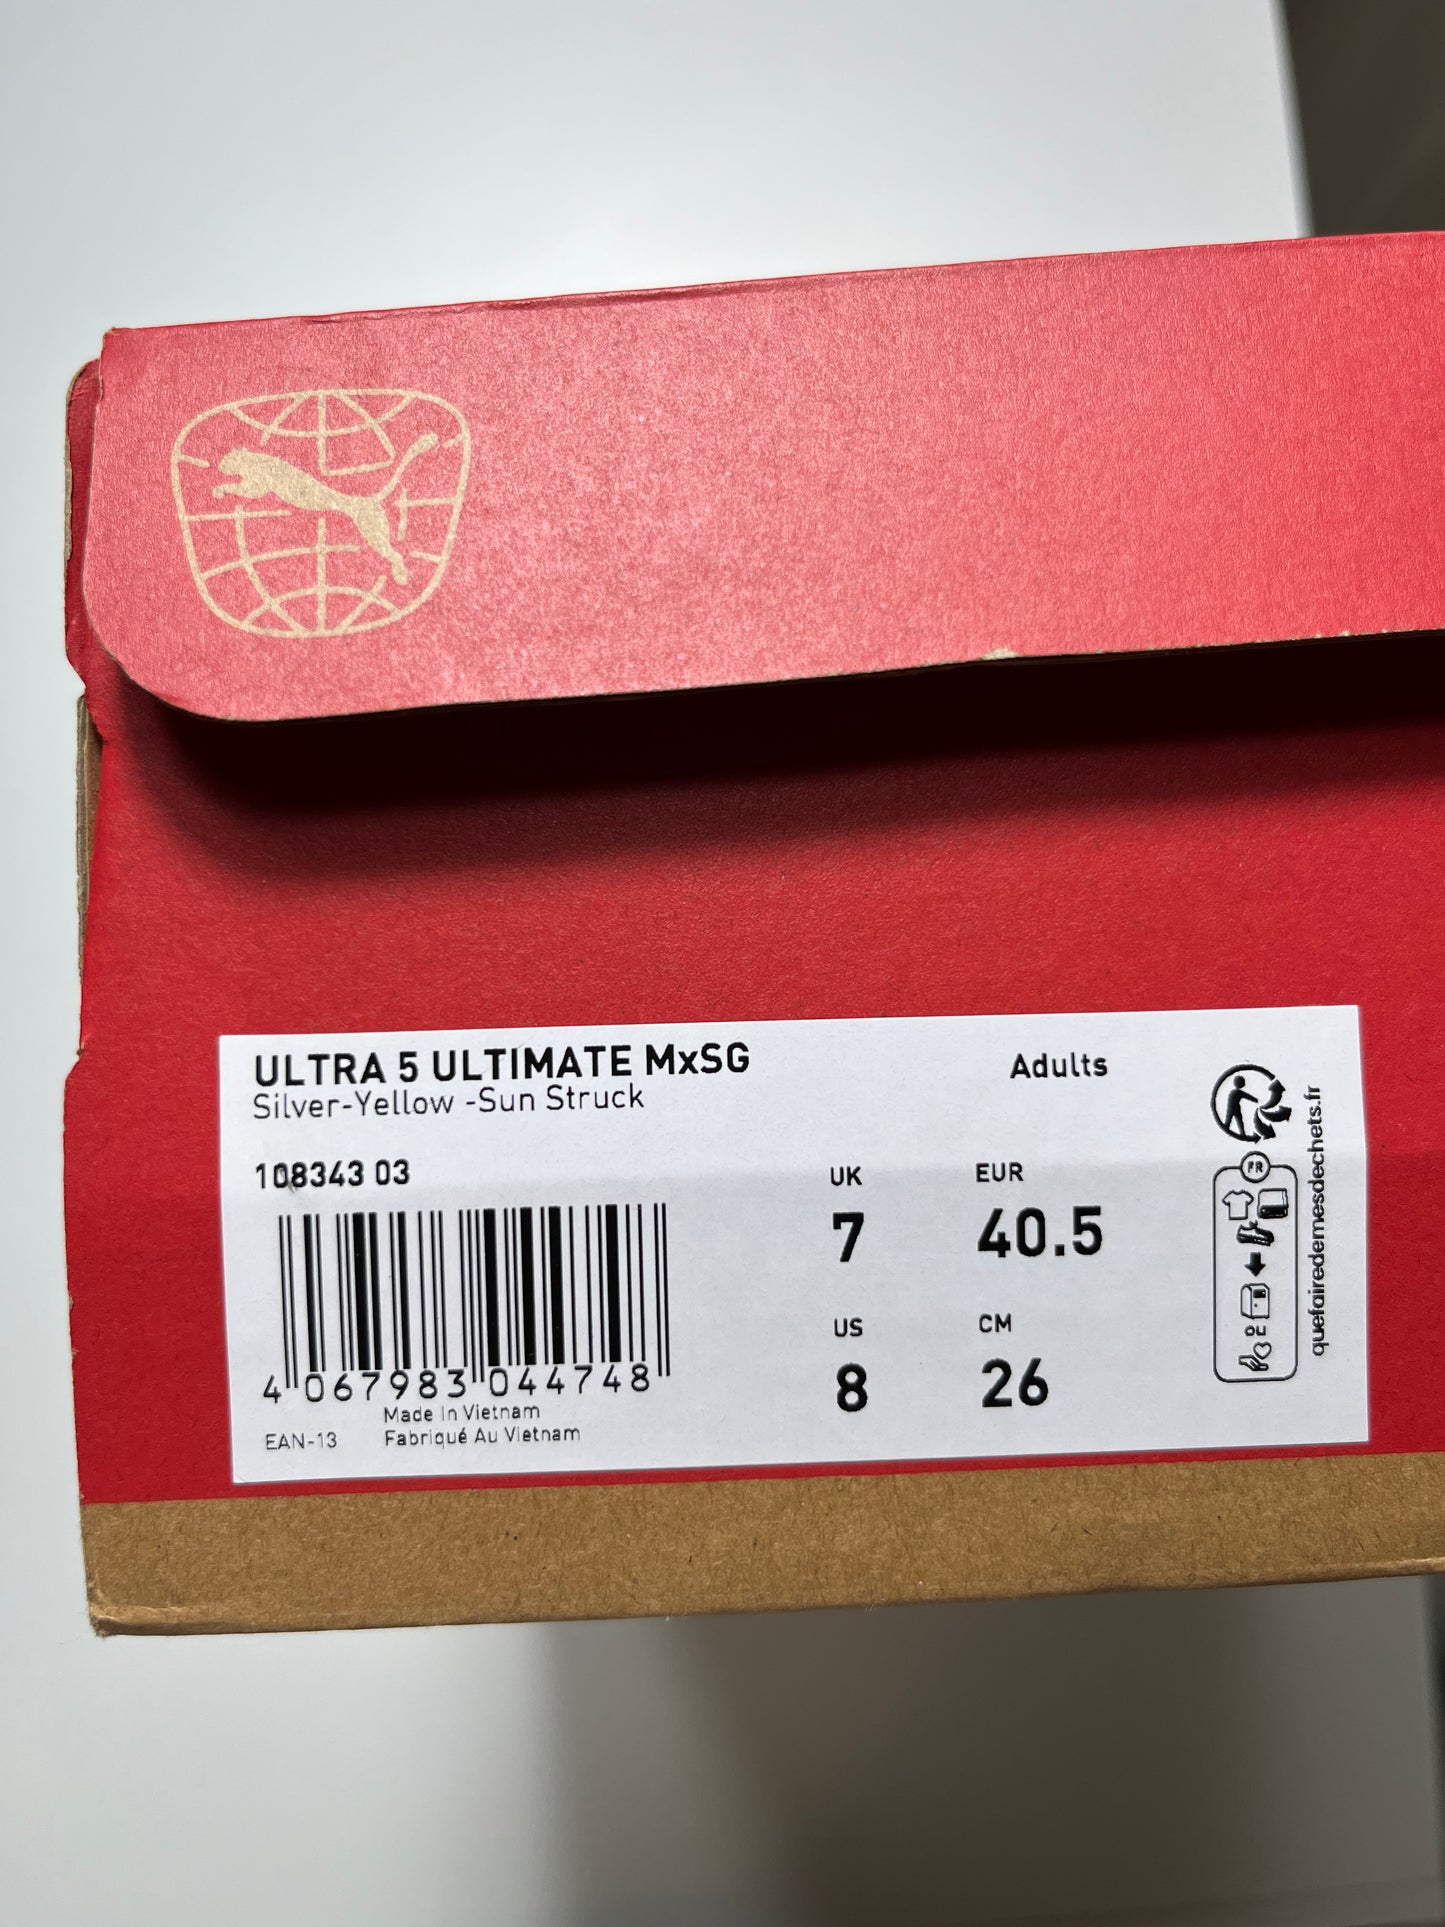 ULTRA 5 ULTIMATE MxSG
Silver-Yellow -Sun Struck
Adults
108343 03
UK
7
EUR
40.5
US
8
CM
26
4 067983 044748
Made In Vietnam
EAN-13
Fabriqué Au Vietnam
FR
OU
quefairedemesdechets.fr